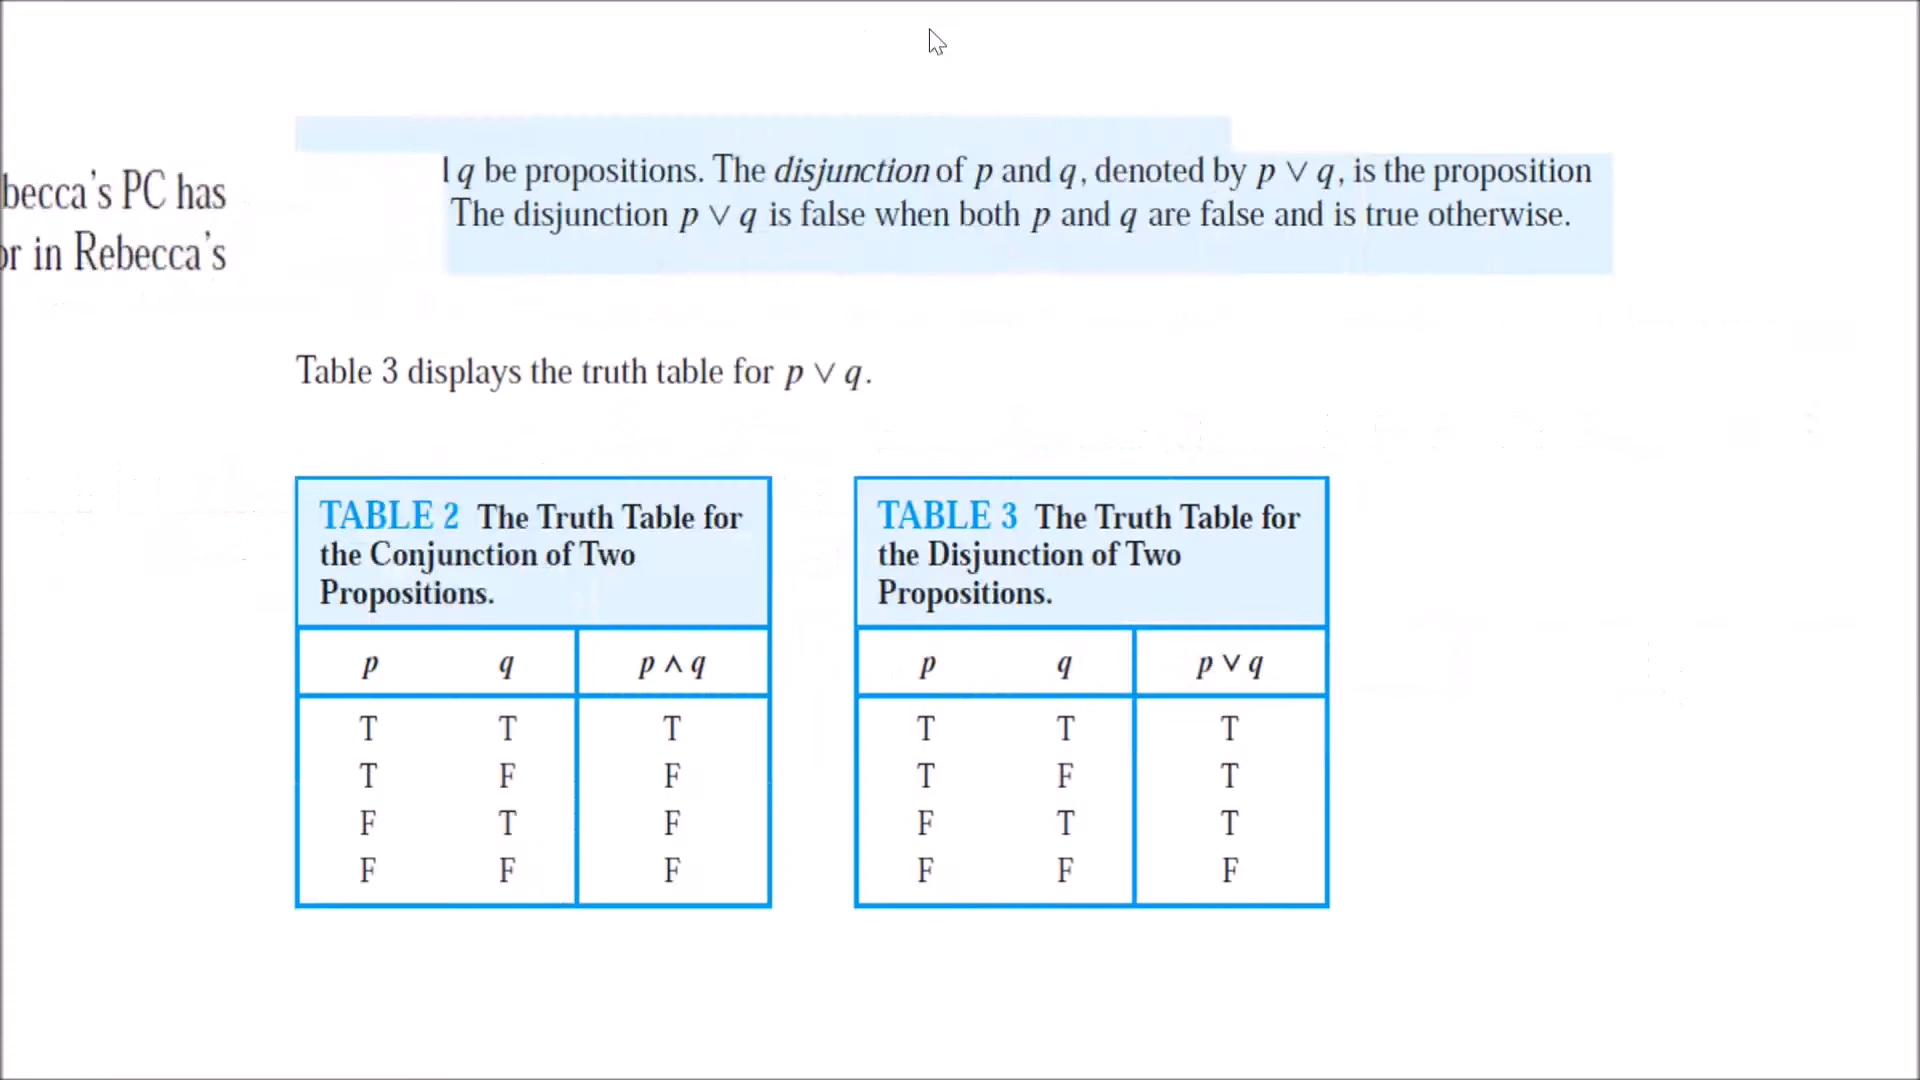 becca's PC has
or in Rebecca's
q be propositions. The disjunction of p and q, denoted by p ∨ q, is the proposition
The disjunction p ∨ q is false when both p and q are false and is true otherwise.
Table 3 displays the truth table for p ∨ q.
TABLE 2 The Truth Table for
the Conjunction of Two
Propositions.
p q p ∧ q
T T T
T F F
F T F
F F F
TABLE 3 The Truth Table for
the Disjunction of Two
Propositions.
p q p ∨ q
T T T
T F T
F T T
F F F